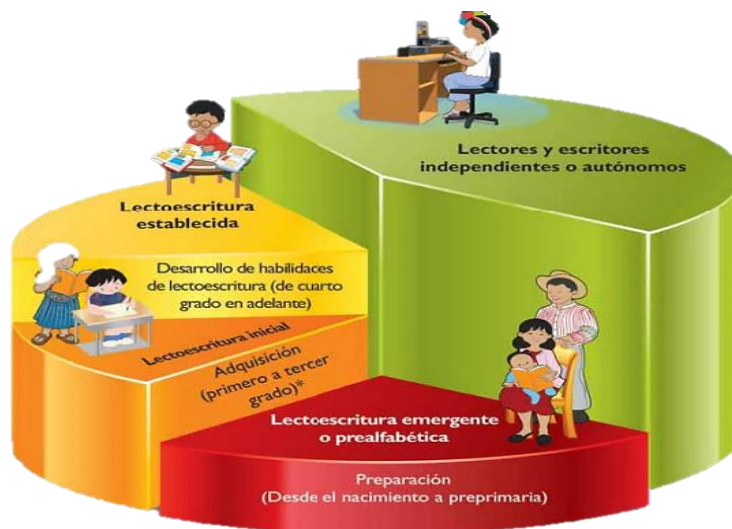 Lectores y escritores
independientes o autónomos
Lectoescritura
establecida
Desarrollo de habilidaces
de lectoescritura (de cuarto
grado en adelante)
Lectoescritura inicial
Adquisición
(primero a tercer
grado)*
Lectoescritura emergente
o prealfabética
Preparación
(Desde el nacimiento a preprimaria)